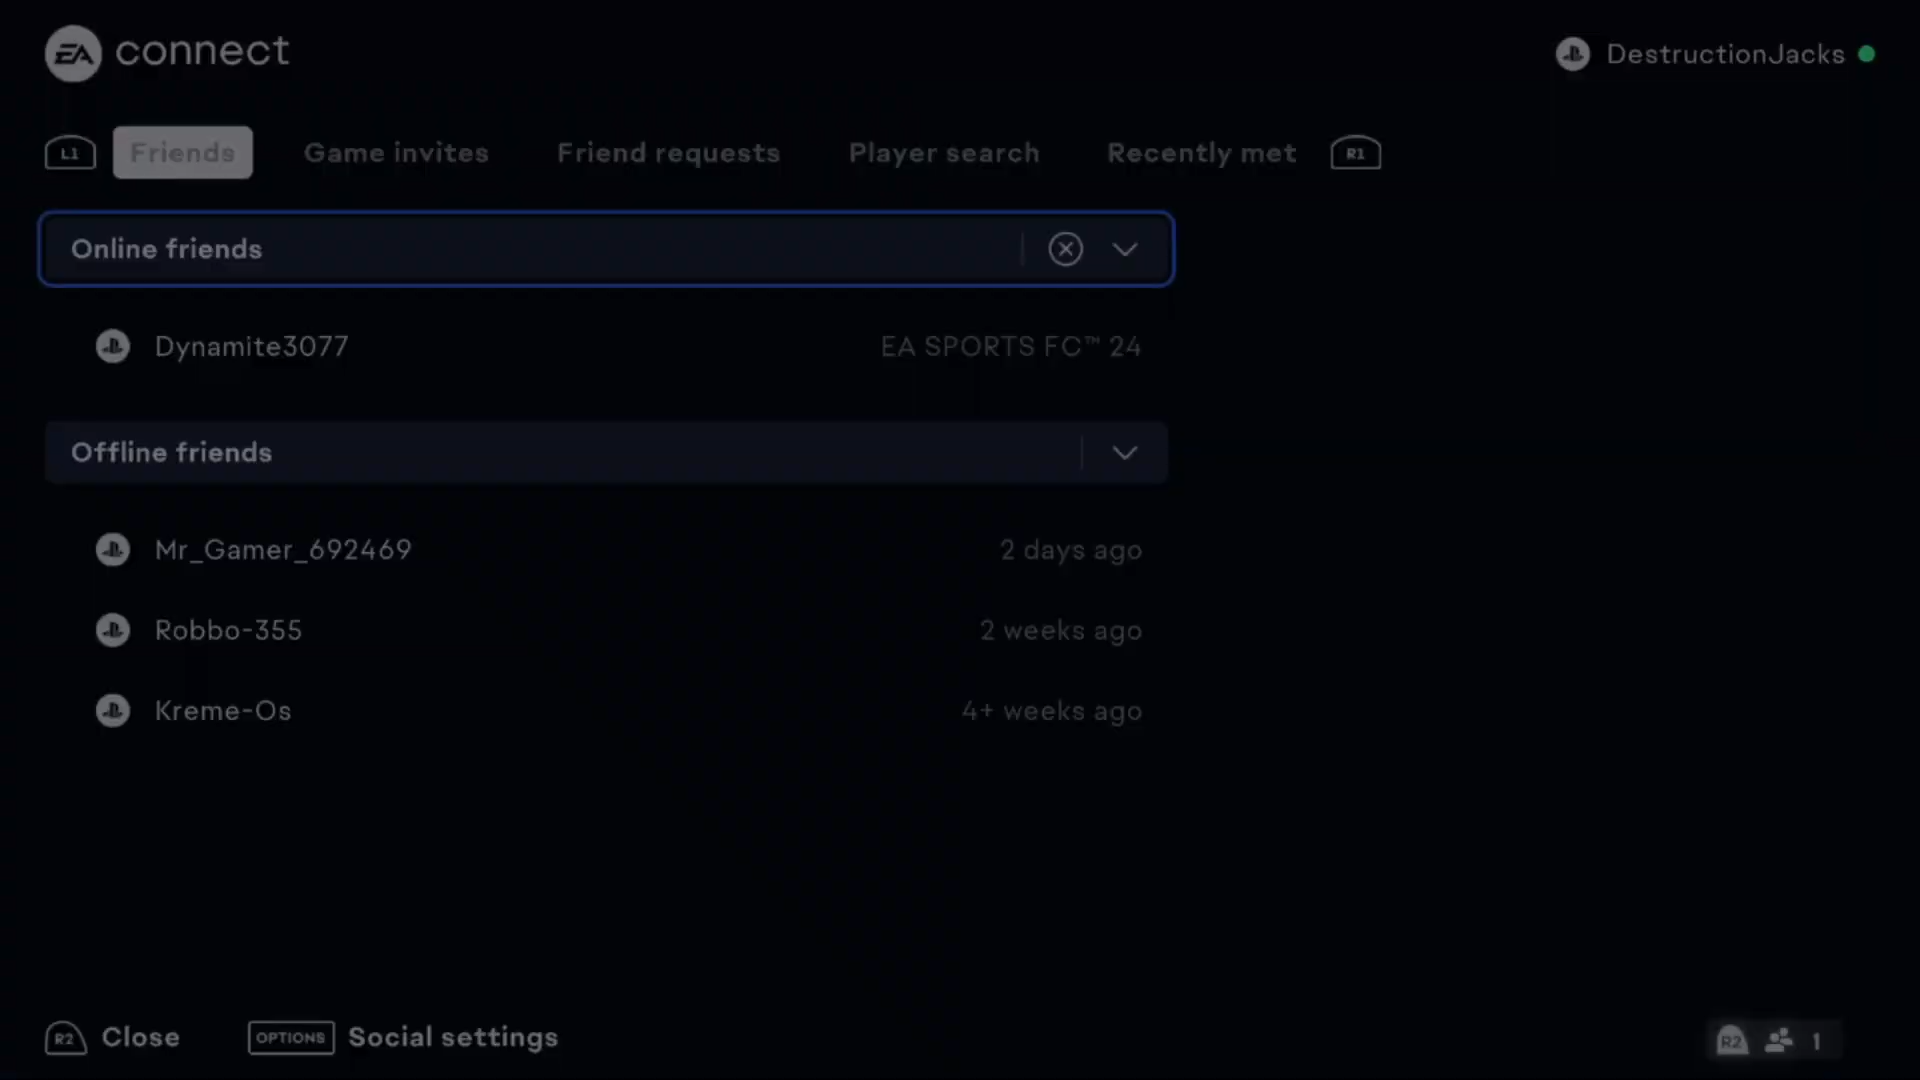 EA connect
DestructionJacks
L1 Friends Game invites Friend requests Player search Recently met R1
Online friends
Dynamite3077 EA SPORTS FC™ 24
Offline friends
Mr_Gamer_692469 2 days ago
Robbo-355 2 weeks ago
Kreme-Os 4+ weeks ago
R2 Close OPTIONS Social settings R2 1